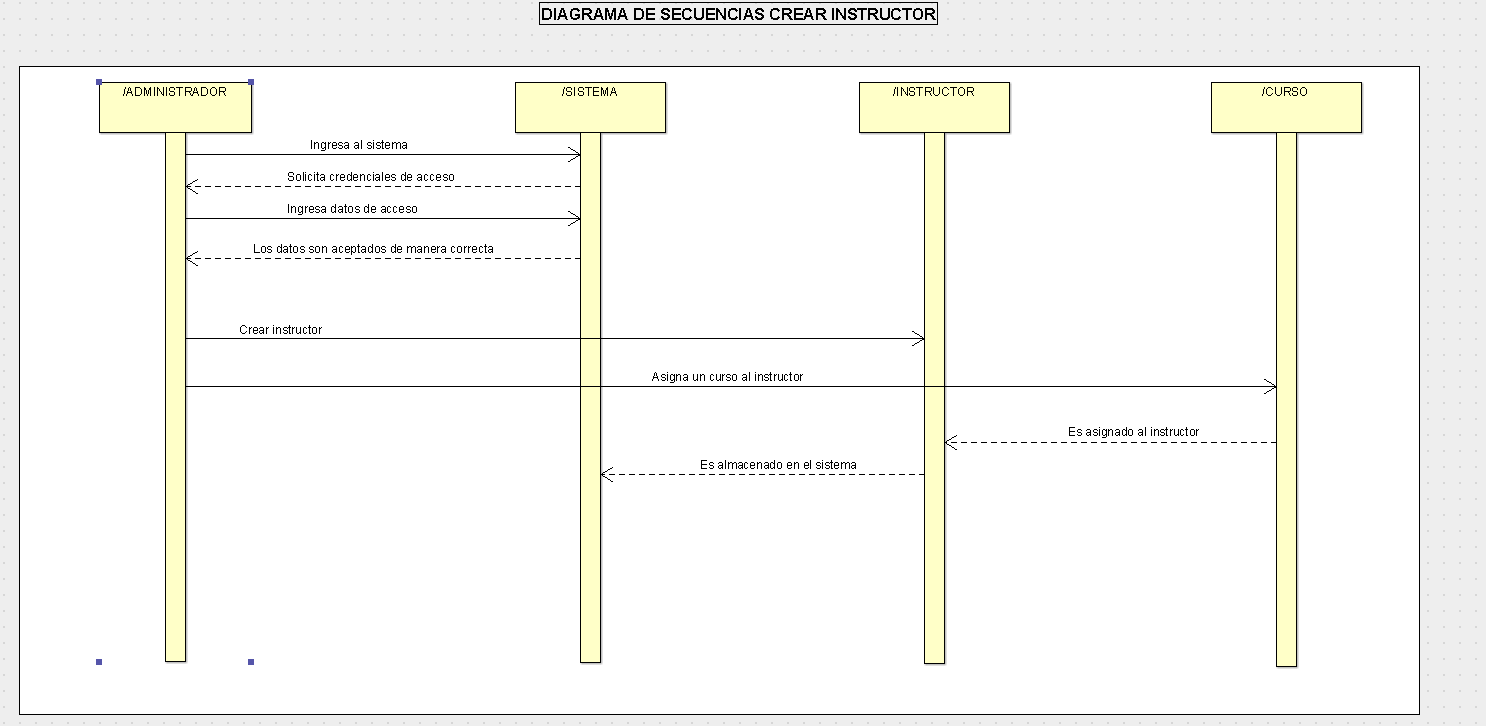 DIAGRAMA DE SECUENCIAS CREAR INSTRUCTOR
/ADMINISTRADOR
/SISTEMA
/INSTRUCTOR
/CURSO
Ingresa al sistema
Solicita credenciales de acceso
Ingresa datos de acceso
Los datos son aceptados de manera correcta
Crear instructor
Asigna un curso al instructor
Es asignado al instructor
Es almacenado en el sistema